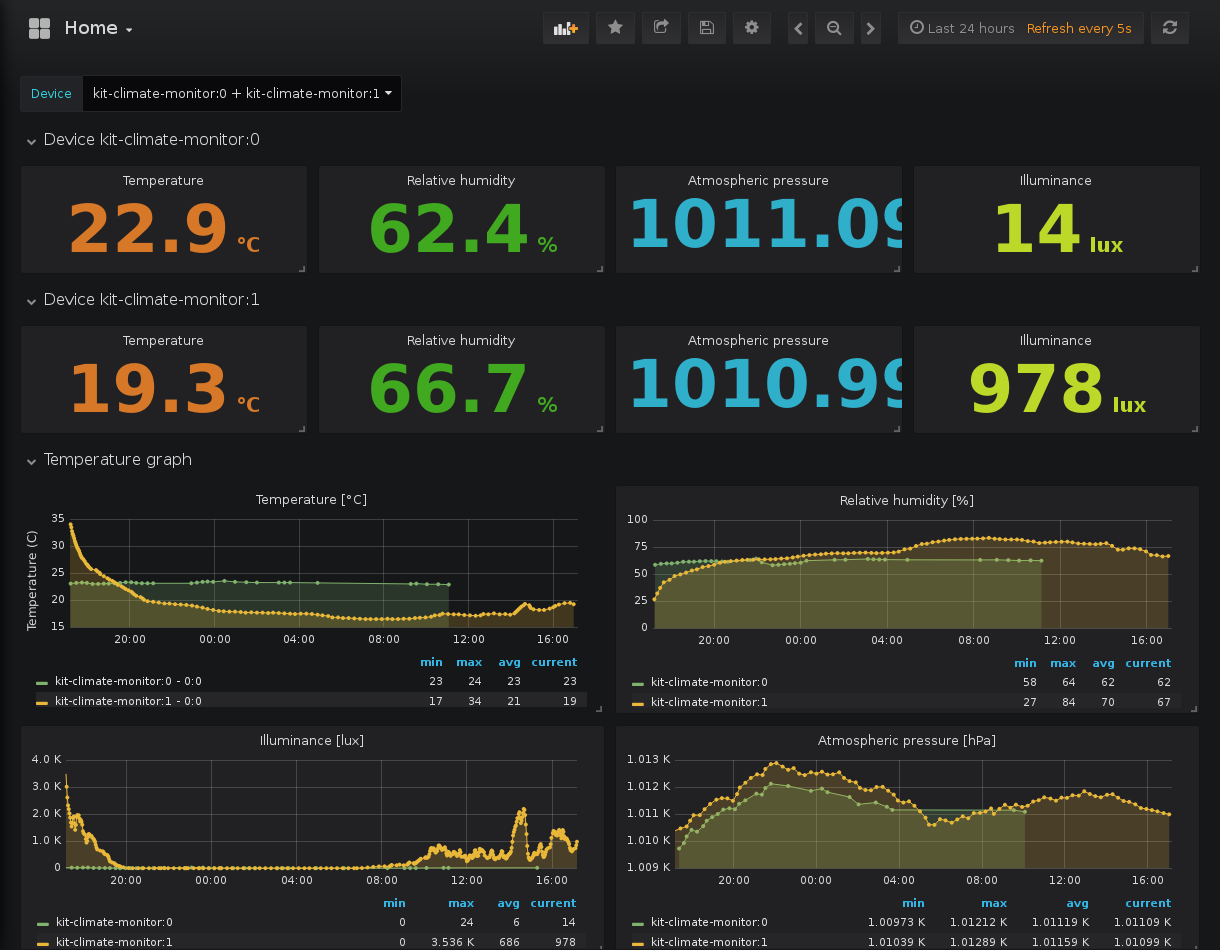 Home
Last 24 hours Refresh every 5s
Device kit-climate-monitor:0 + kit-climate-monitor:1
Device kit-climate-monitor:0
Temperature Relative humidity Atmospheric pressure Illuminance
22.9 °C 62.4 % 1011.09 14 lux
Device kit-climate-monitor:1
Temperature Relative humidity Atmospheric pressure Illuminance
19.3 °C 66.7 % 1010.99 978 lux
Temperature graph
Temperature [°C]
Temperature (C)
35
30
25
20
15
20:00 00:00 04:00 08:00 12:00 16:00
min max avg current
kit-climate-monitor:0 - 0:0 23 24 23 23
kit-climate-monitor:1 - 0:0 17 34 21 19
Relative humidity [%]
100
75
50
25
0
20:00 00:00 04:00 08:00 12:00 16:00
min max avg current
kit-climate-monitor:0 58 64 62 62
kit-climate-monitor:1 27 84 70 67
Illuminance [lux]
4.0 K
3.0 K
2.0 K
1.0 K
0
20:00 00:00 04:00 08:00 12:00 16:00
min max avg current
kit-climate-monitor:0 0 24 6 14
kit-climate-monitor:1 0 3.536 K 686 978
Atmospheric pressure [hPa]
1.013 K
1.012 K
1.011 K
1.010 K
1.009 K
20:00 00:00 04:00 08:00 12:00 16:00
min max avg current
kit-climate-monitor:0 1.00973 K 1.01212 K 1.01119 K 1.01109 K
kit-climate-monitor:1 1.01039 K 1.01289 K 1.01159 K 1.01099 K